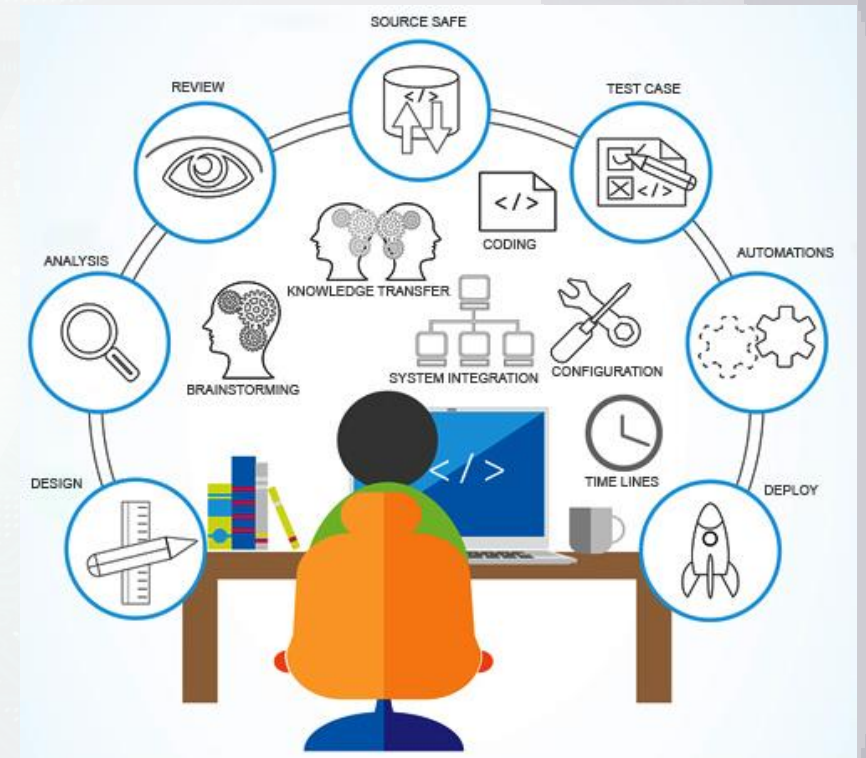 SOURCE SAFE
REVIEW
TEST CASE
</>
</>
</>
CODING
ANALYSIS
AUTOMATIONS
KNOWLEDGE TRANSFER
SYSTEM INTEGRATION
CONFIGURATION
BRAINSTORMING
</>
TIME LINES
DESIGN
DEPLOY